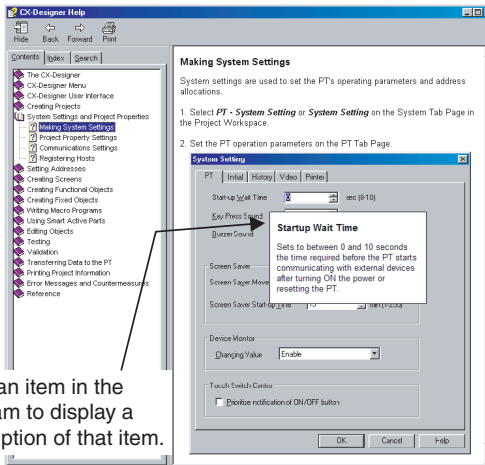 CX-Designer Help
Hide Back Forward Print
Contents Index Search
The CX-Designer
CX-Designer Menu
CX-Designer User Interface
Creating Projects
System Settings and Project Properties
Making System Settings
Project Property Settings
Communications Settings
Registering Hosts
Setting Addresses
Creating Screens
Creating Functional Objects
Creating Fixed Objects
Writing Macro Programs
Using Smart Active Parts
Editing Objects
Testing
Validation
Transferring Data to the PT
Printing Project Information
Error Messages and Countermeasures
Reference
an item in the
am to display a
ption of that item.
Making System Settings
System settings are used to set the PT's operating parameters and address
allocations.
1. Select PT - System Setting or System Setting on the System Tab Page in
the Project Workspace.
2. Set the PT operation parameters on the PT Tab Page.
System Setting
PT Initial History Video Printer
Start-up Wait Time 0 sec (0-10)
Key Press Sound
Buzzer Sound
Startup Wait Time
Sets to between 0 and 10 seconds
the time required before the PT starts
communicating with external devices
after turning ON the power or
resetting the PT.
Screen Saver
Screen Saver Move
Screen Saver Start-up Time
Device Monitor
Changing Value Enable
Touch Switch Control
Prioritize notification of ON/OFF button
OK Cancel Help